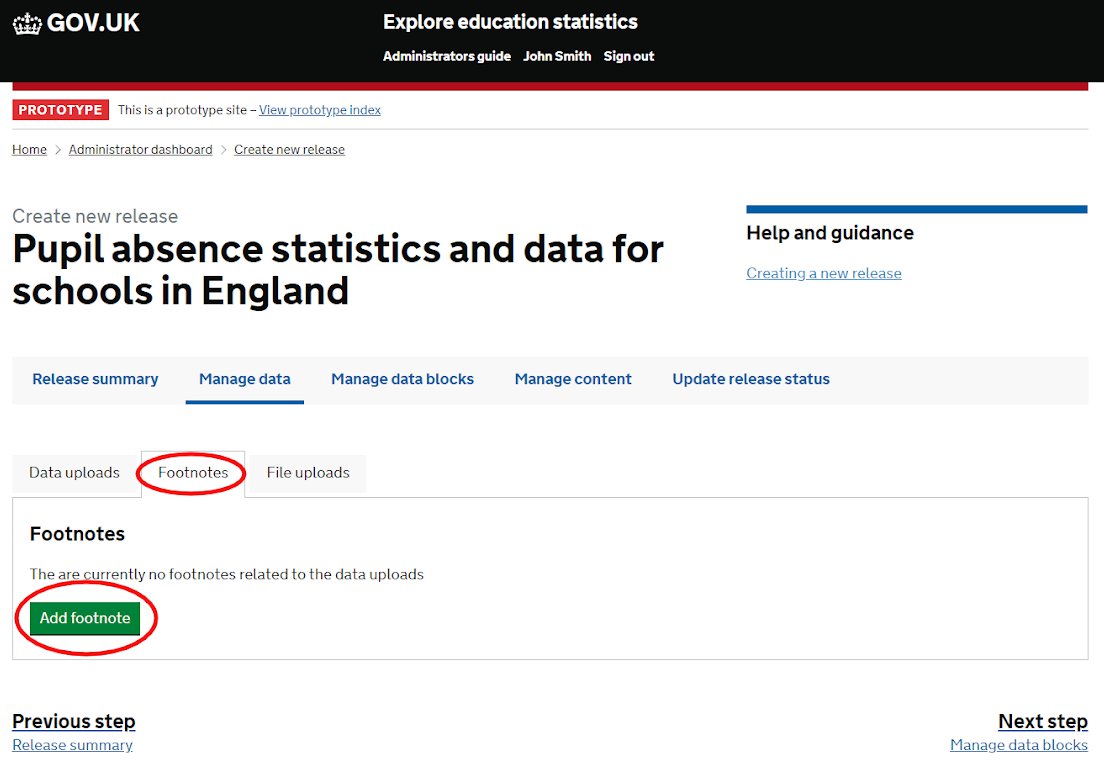 GOV.UK
Explore education statistics
Administrators guide John Smith Sign out
PROTOTYPE This is a prototype site – View prototype index
Home > Administrator dashboard > Create new release
Create new release
Pupil absence statistics and data for
schools in England
Help and guidance
Creating a new release
Release summary Manage data Manage data blocks Manage content Update release status
Data uploads Footnotes File uploads
Footnotes
The are currently no footnotes related to the data uploads
Add footnote
Previous step
Release summary
Next step
Manage data blocks